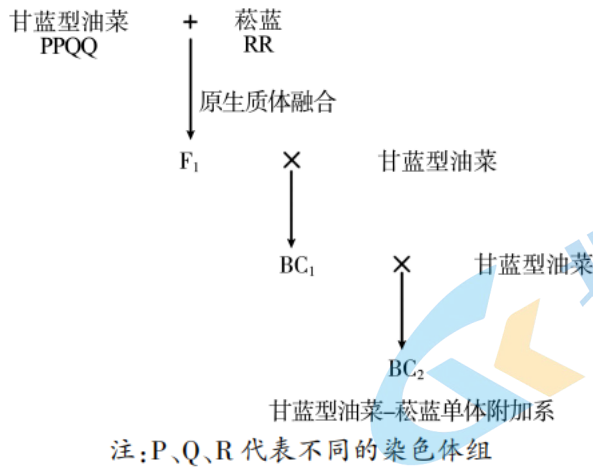 甘蓝型油菜 + 菘蓝
PPQQ RR
原生质体融合
F₁ × 甘蓝型油菜
BC₁ × 甘蓝型油菜
BC₂
甘蓝型油菜-菘蓝单体附加系
注:P、Q、R代表不同的染色体组